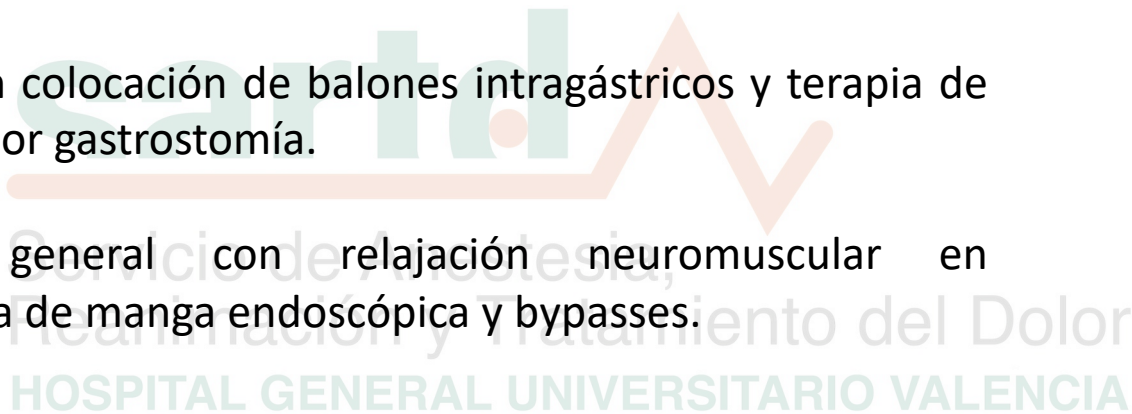 sartd
colocación de balones intragástricos y terapia de
or gastrostomía.
Servicio de Anestesia,
general con relajación neuromuscular en
Reanimación y Tratamiento del Dolor
a de manga endoscópica y bypasses.
HOSPITAL GENERAL UNIVERSITARIO VALENCIA